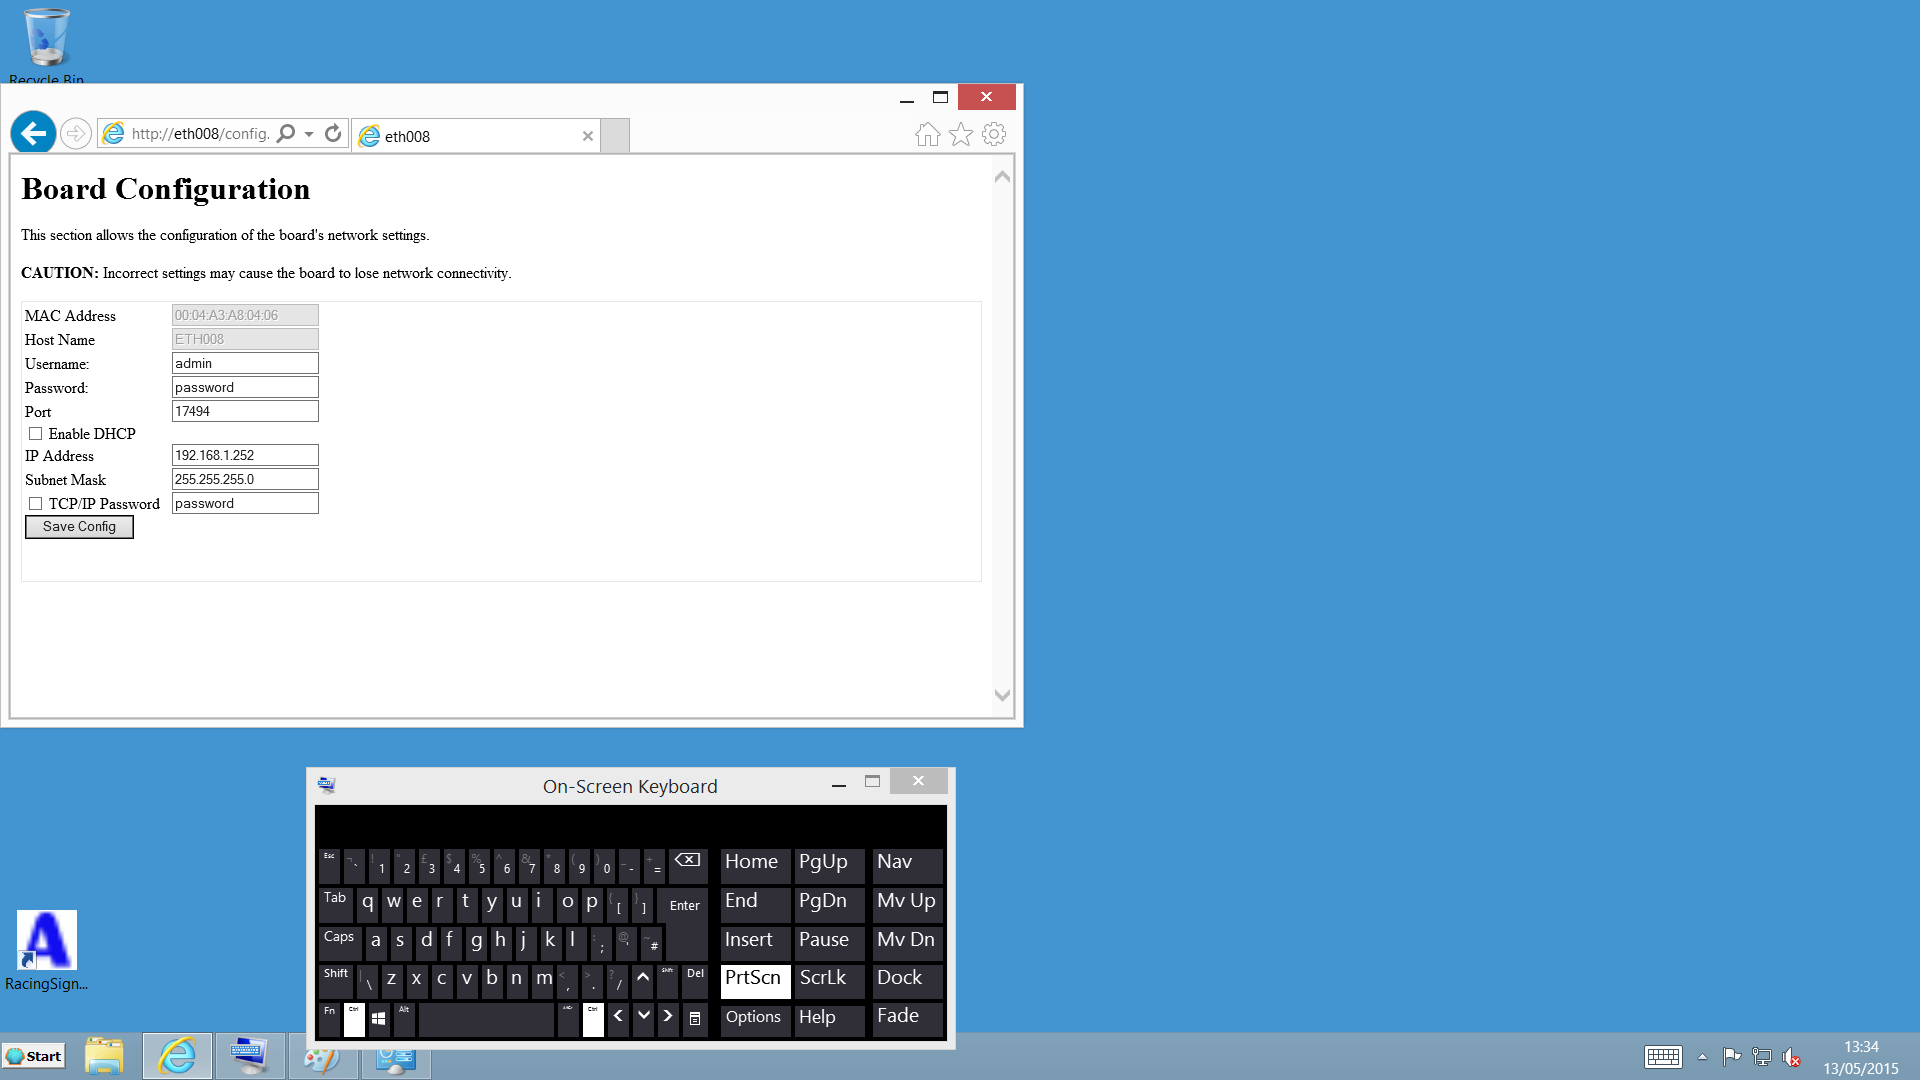 Recycle Bin
http://eth008/config.
eth008
Board Configuration
This section allows the configuration of the board's network settings.
CAUTION: Incorrect settings may cause the board to lose network connectivity.
MAC Address 00:04:A3:A8:04:06
Host Name ETH008
Username: admin
Password: password
Port 17494
Enable DHCP
IP Address 192.168.1.252
Subnet Mask 255.255.255.0
TCP/IP Password password
Save Config
On-Screen Keyboard
Esc ¬ ` ! 1 " 2 £ 3 $ 4 % 5 ^ 6 & 7 * 8 ( 9 ) 0 _ - + = Home PgUp Nav
Tab q w e r t y u i o p { [ } ] Enter End PgDn Mv Up
Caps a s d f g h j k l : ; @ ' ~ # Insert Pause Mv Dn
Shift | \ z x c v b n m < , > . ? / Shift Del PrtScn ScrLk Dock
Fn Ctrl Alt Ctrl Options Help Fade
RacingSign...
Start
13:34
13/05/2015